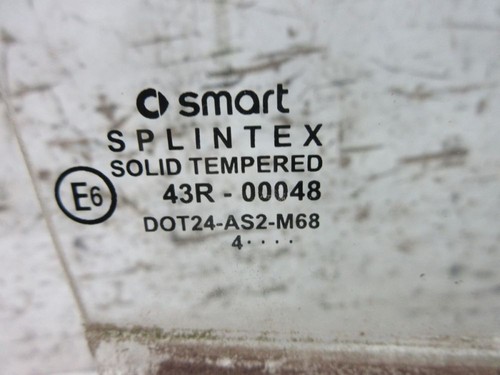 smart
SPLINTEX
SOLID TEMPERED
E6 43R - 00048
DOT24-AS2-M68
4····